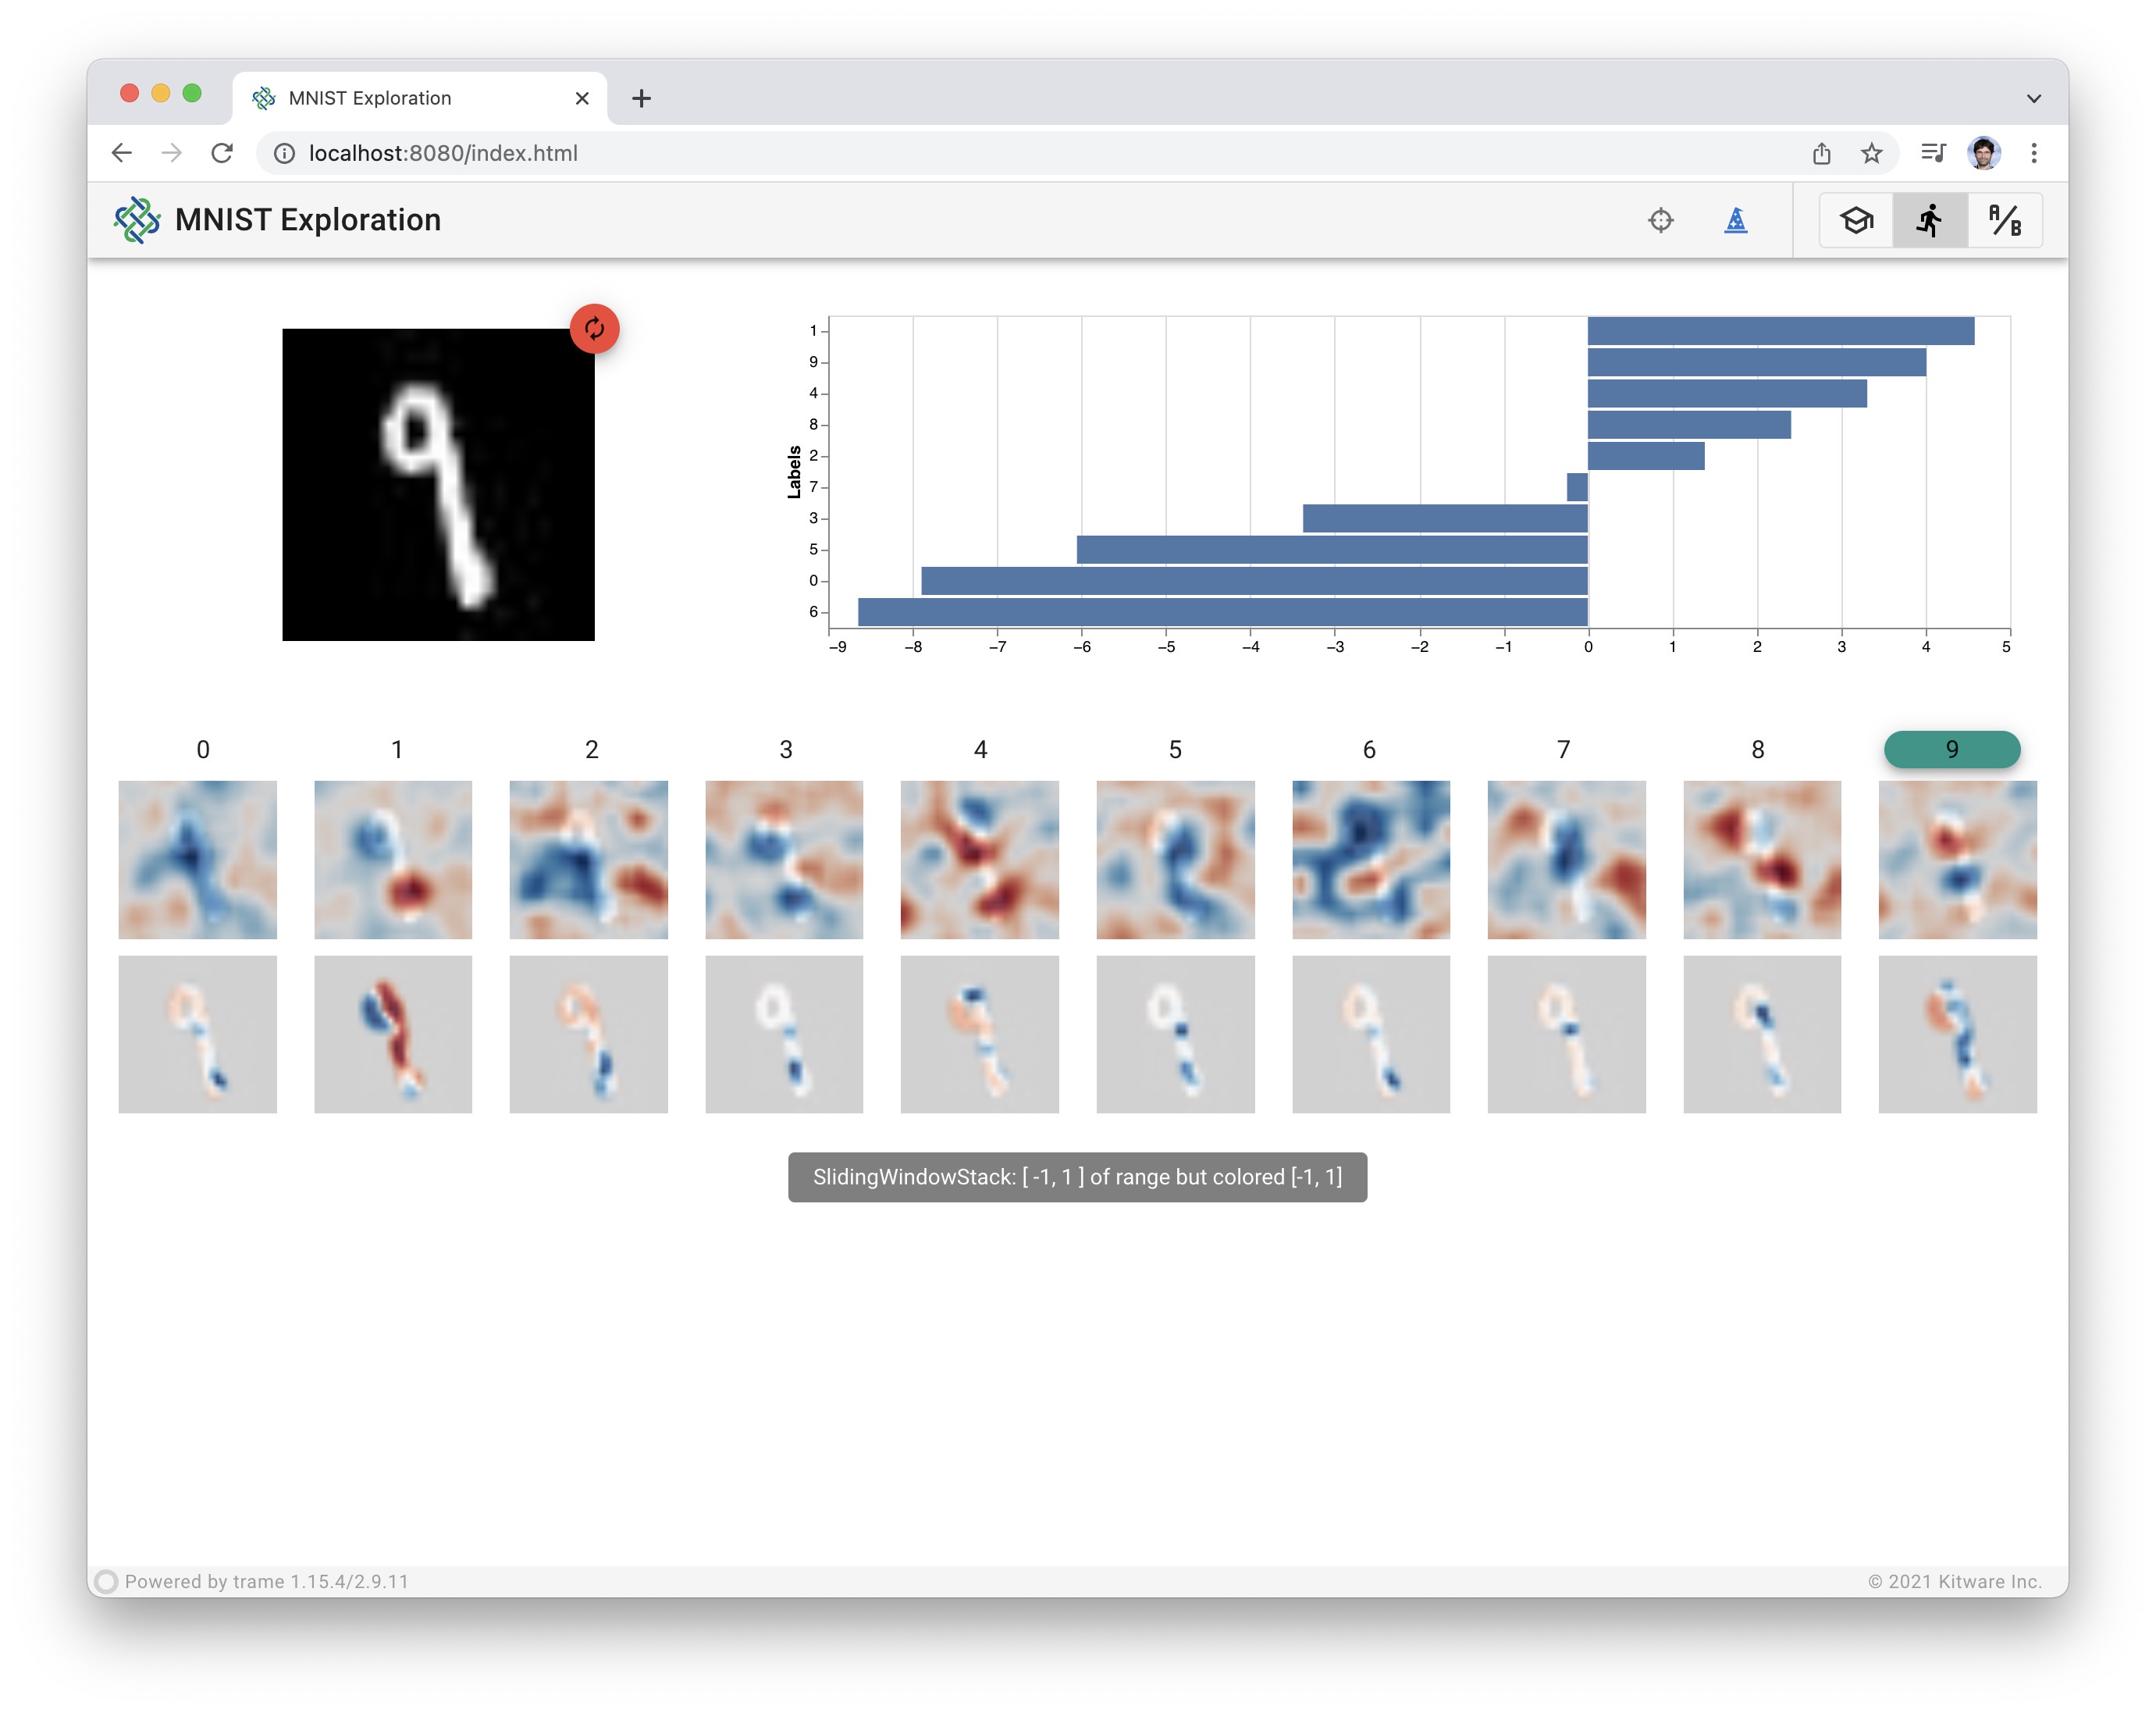 MNIST Exploration
localhost:8080/index.html
MNIST Exploration
A/B
Labels
1
9
4
8
2
7
3
5
0
6
−9 −8 −7 −6 −5 −4 −3 −2 −1 0 1 2 3 4 5
0 1 2 3 4 5 6 7 8 9
SlidingWindowStack: [ -1, 1 ] of range but colored [-1, 1]
Powered by trame 1.15.4/2.9.11
© 2021 Kitware Inc.